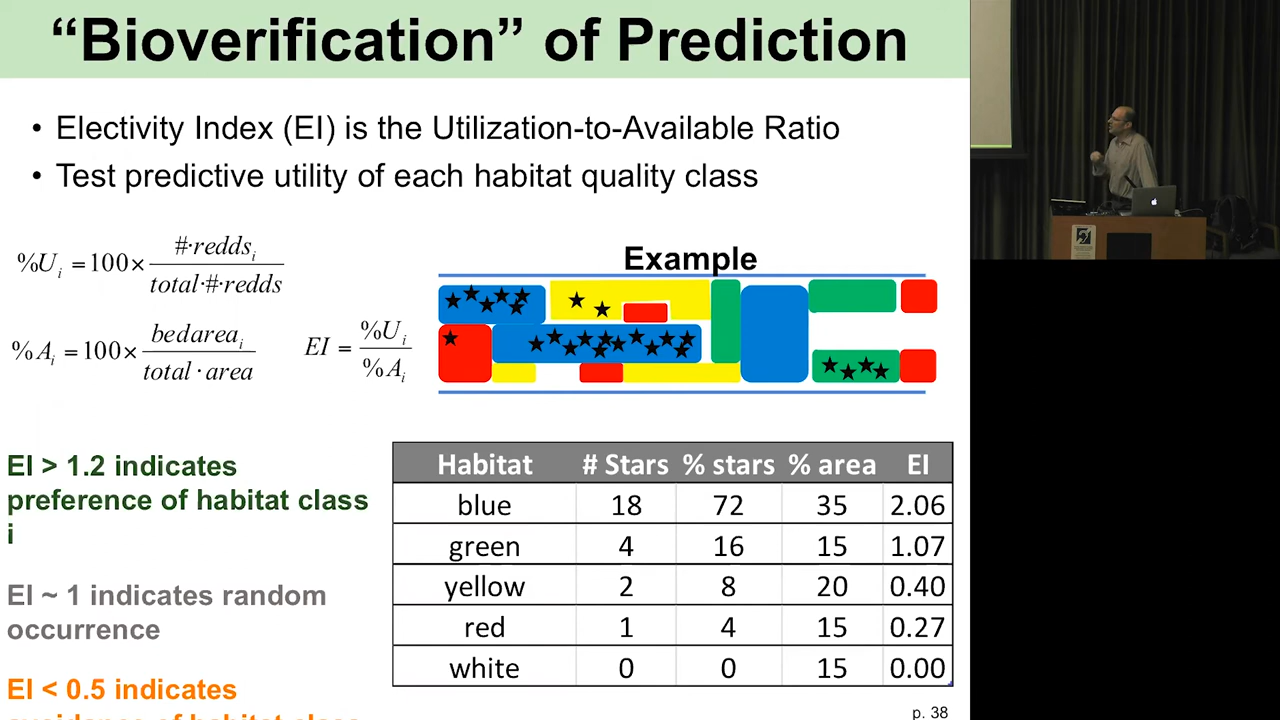 “Bioverification” of Prediction
• Electivity Index (EI) is the Utilization-to-Available Ratio
• Test predictive utility of each habitat quality class
%U_i = 100 × #·redds_i / total·#·redds
%A_i = 100 × bedarea_i / total·area
EI = %U_i / %A_i
Example
EI > 1.2 indicates
preference of habitat class
i
EI ~ 1 indicates random
occurrence
EI < 0.5 indicates
avoidance of habitat class
Habitat # Stars % stars % area EI
blue 18 72 35 2.06
green 4 16 15 1.07
yellow 2 8 20 0.40
red 1 4 15 0.27
white 0 0 15 0.00
p. 38